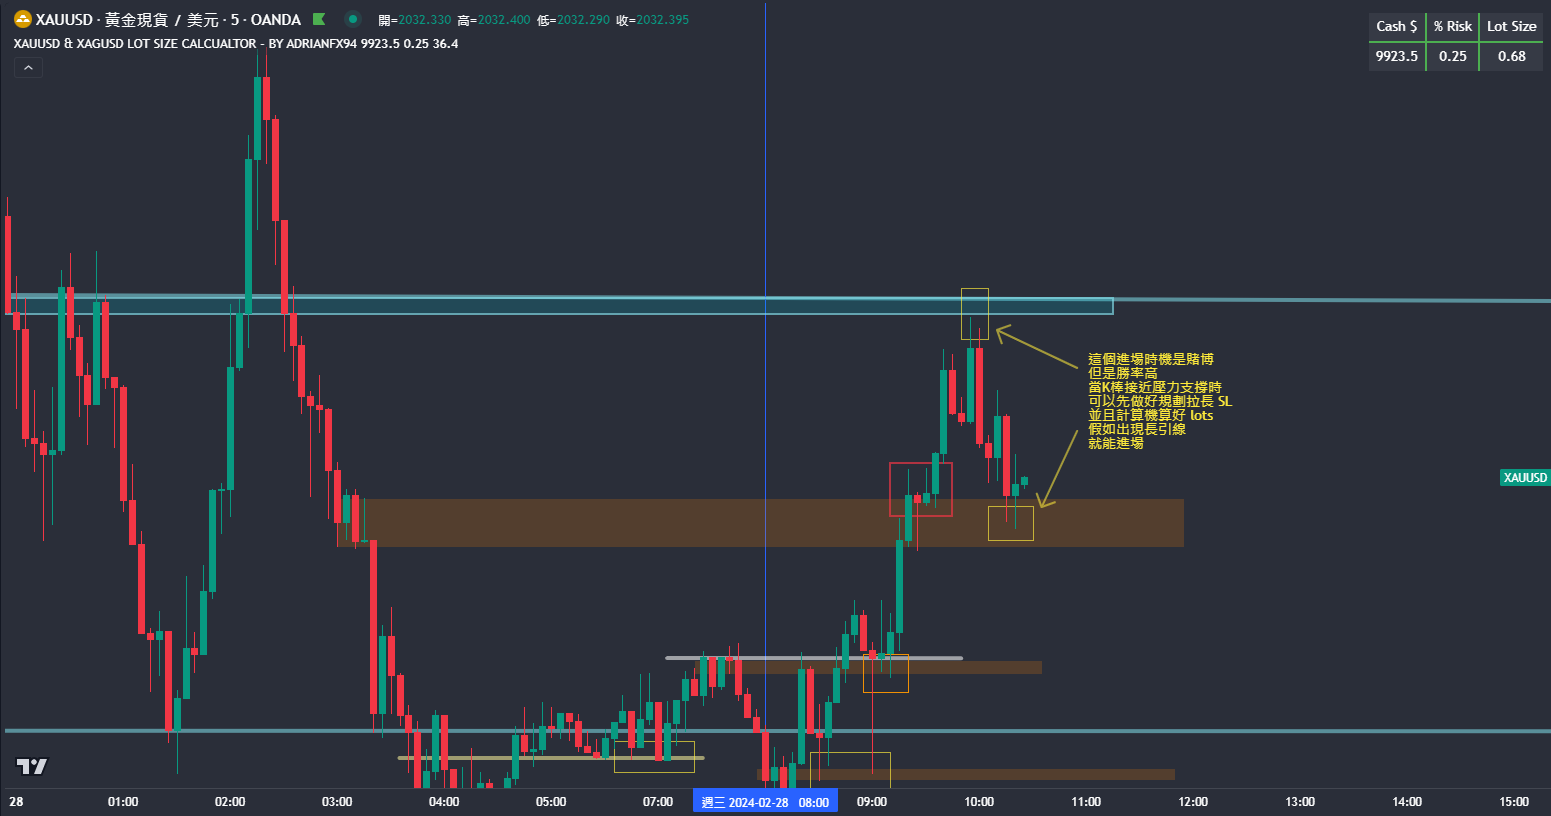 XAUUSD · 黃金現貨 / 美元 · 5 · OANDA 開=2032.330 高=2032.400 低=2032.290 收=2032.395
XAUUSD & XAGUSD LOT SIZE CALCUALTOR - BY ADRIANFX94 9923.5 0.25 36.4
Cash $ % Risk Lot Size
9923.5 0.25 0.68
這個進場時機是賭博
但是勝率高
當K棒接近壓力支撐時
可以先做好規劃拉長 SL
並且計算機算好 lots
假如出現長引線
就能進場
XAUUSD
28 01:00 02:00 03:00 04:00 05:00 06:00 07:00 週三 2024-02-28 08:00 09:00 10:00 11:00 12:00 13:00 14:00 15:00